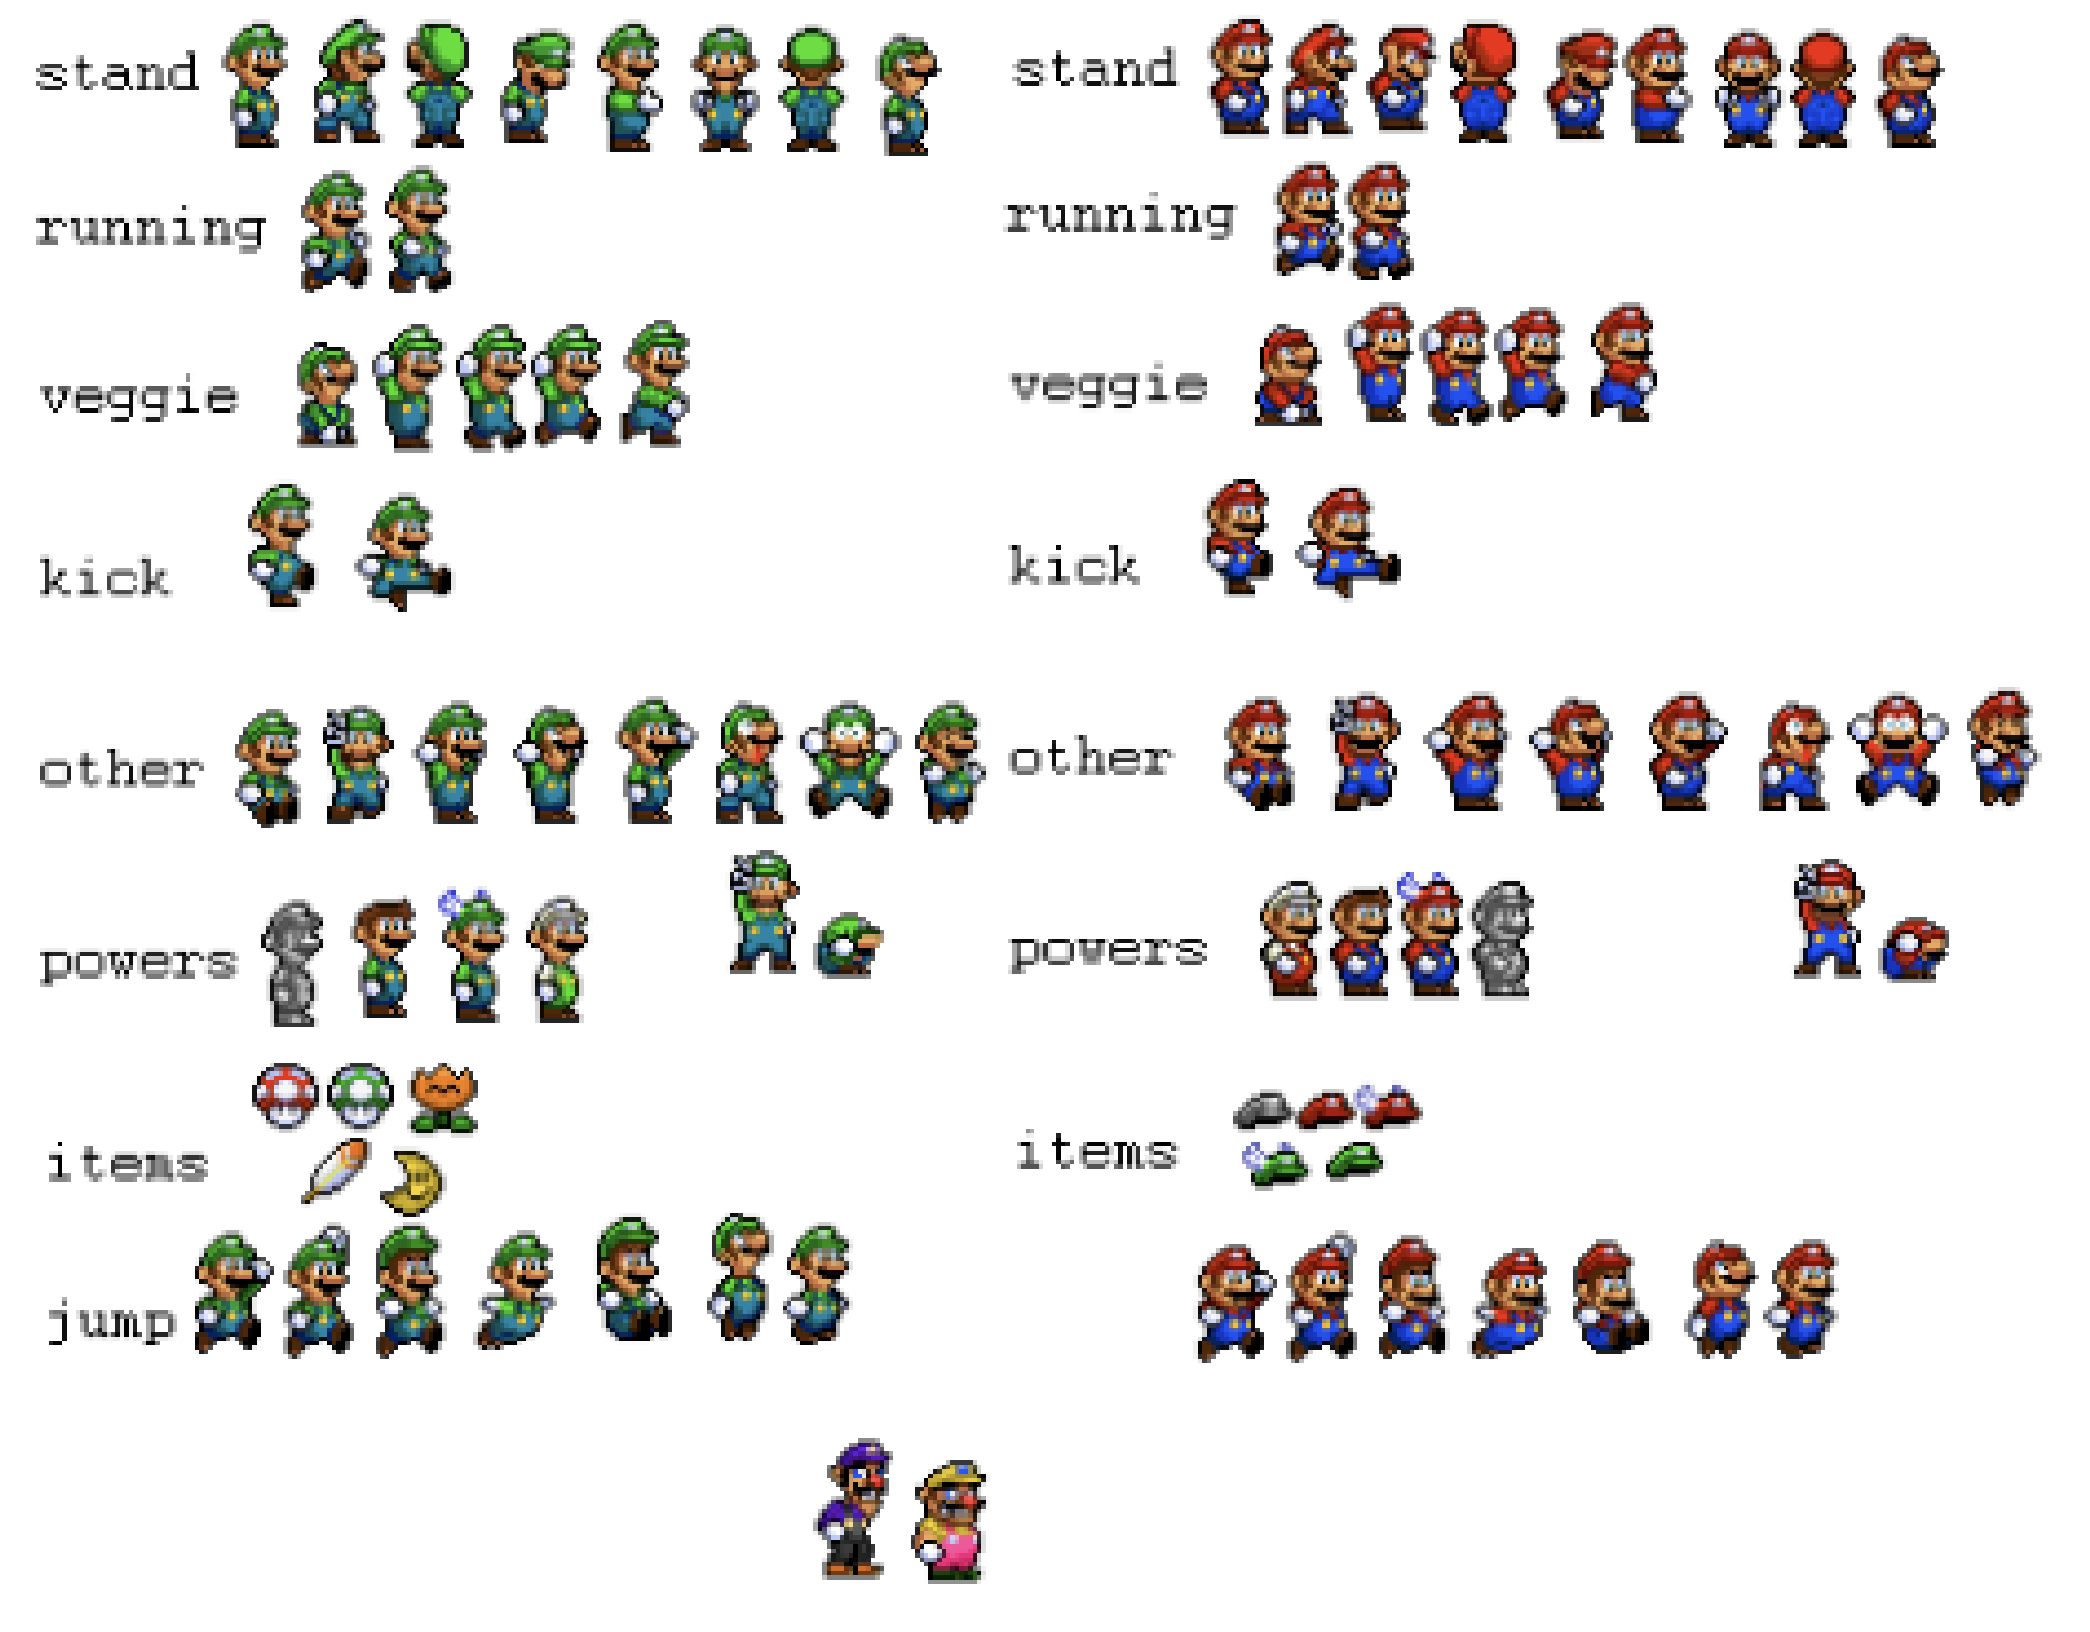 stand
running
veggie
kick
other
powers
items
jump
stand
running
veggie
kick
other
powers
items